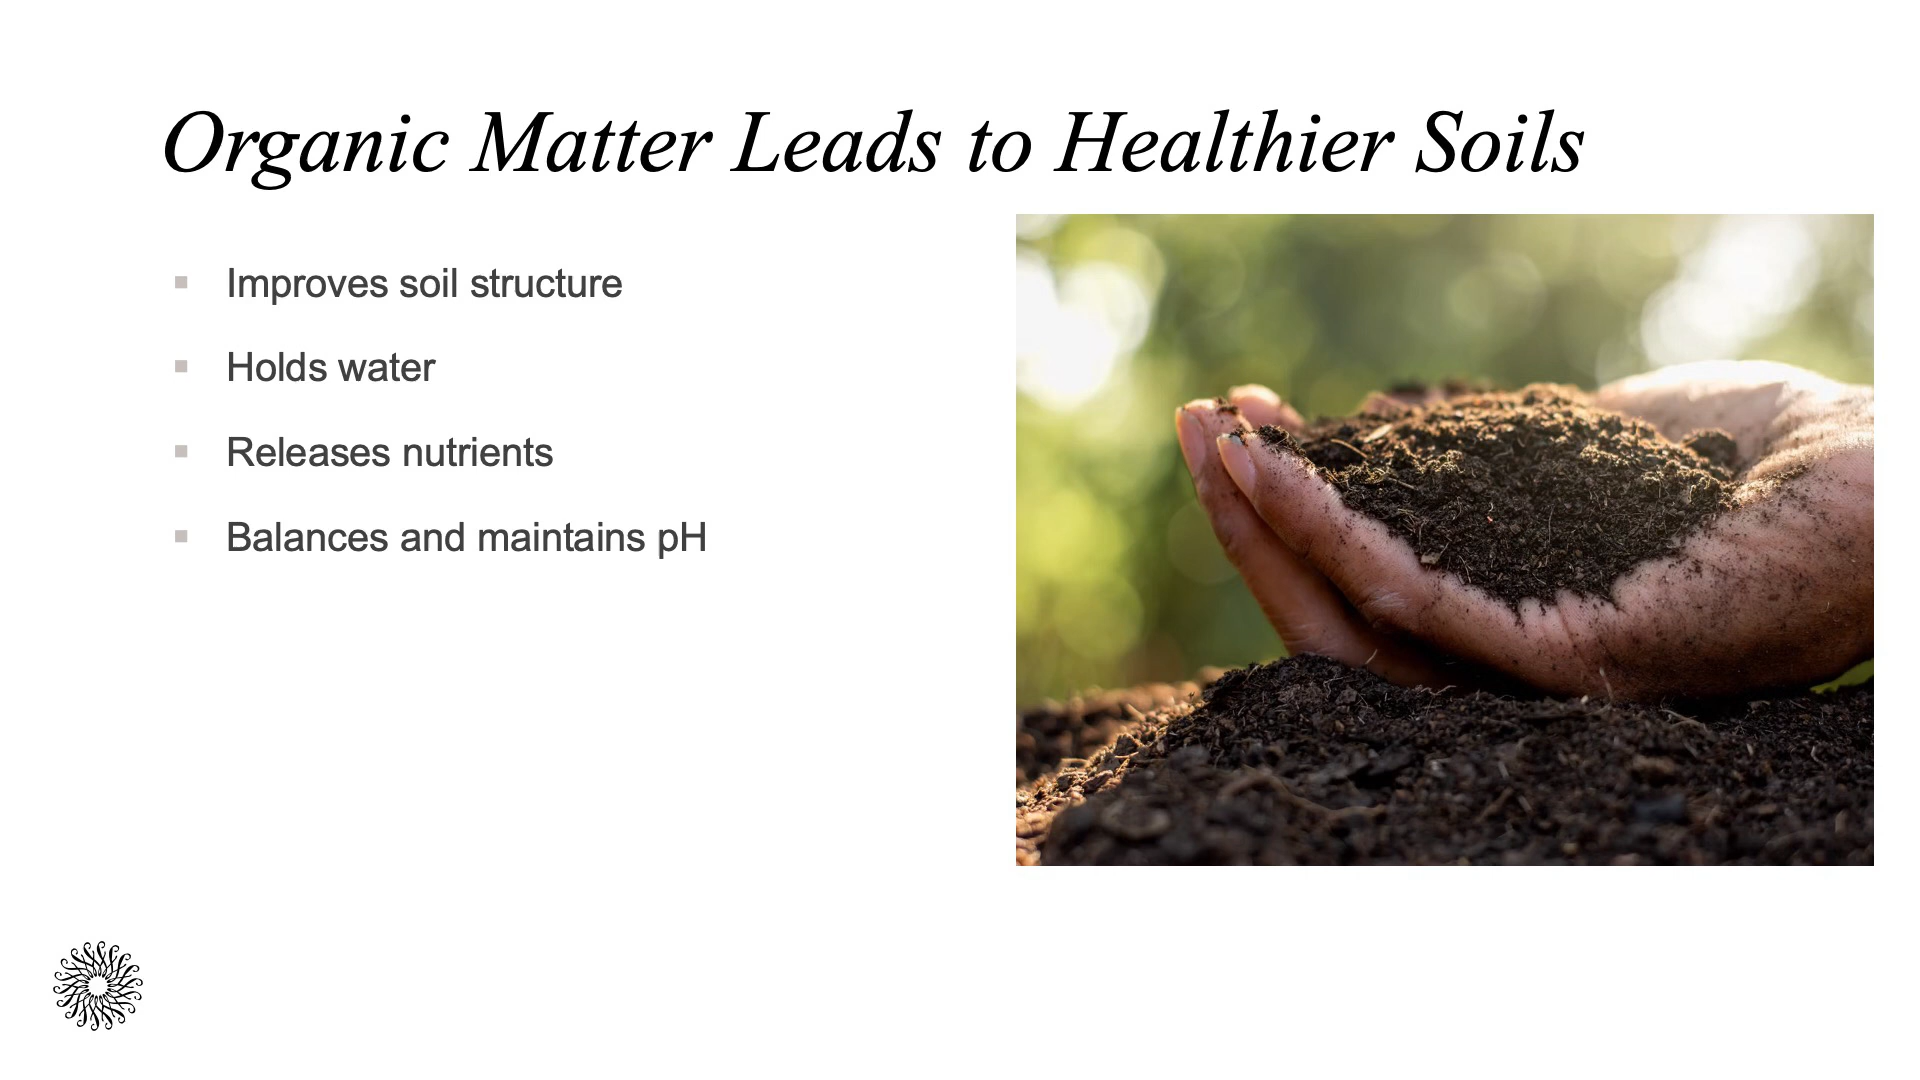 Organic Matter Leads to Healthier Soils
Improves soil structure
Holds water
Releases nutrients
Balances and maintains pH